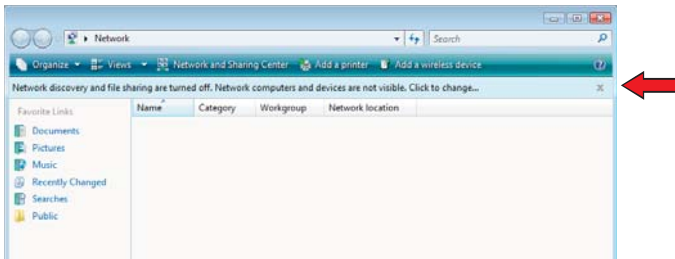 Network
Search
Organize Views Network and Sharing Center Add a printer Add a wireless device
Network discovery and file sharing are turned off. Network computers and devices are not visible. Click to change...
Favorite Links
Name Category Workgroup Network location
Documents
Pictures
Music
Recently Changed
Searches
Public